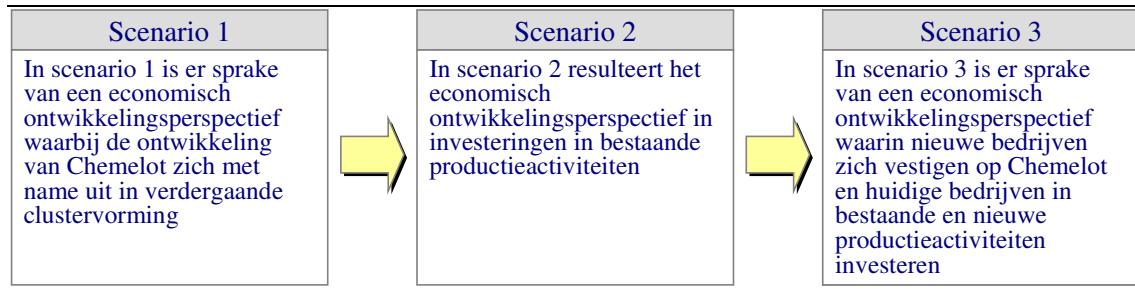 Scenario 1
In scenario 1 is er sprake
van een economisch
ontwikkelingsperspectief
waarbij de ontwikkeling
van Chemelot zich met
name uit in verdergaande
clustervorming
Scenario 2
In scenario 2 resulteert het
economisch
ontwikkelingsperspectief in
investeringen in bestaande
productieactiviteiten
Scenario 3
In scenario 3 is er sprake
van een economisch
ontwikkelingsperspectief
waarin nieuwe bedrijven
zich vestigen op Chemelot
en huidige bedrijven in
bestaande en nieuwe
productieactiviteiten
investeren